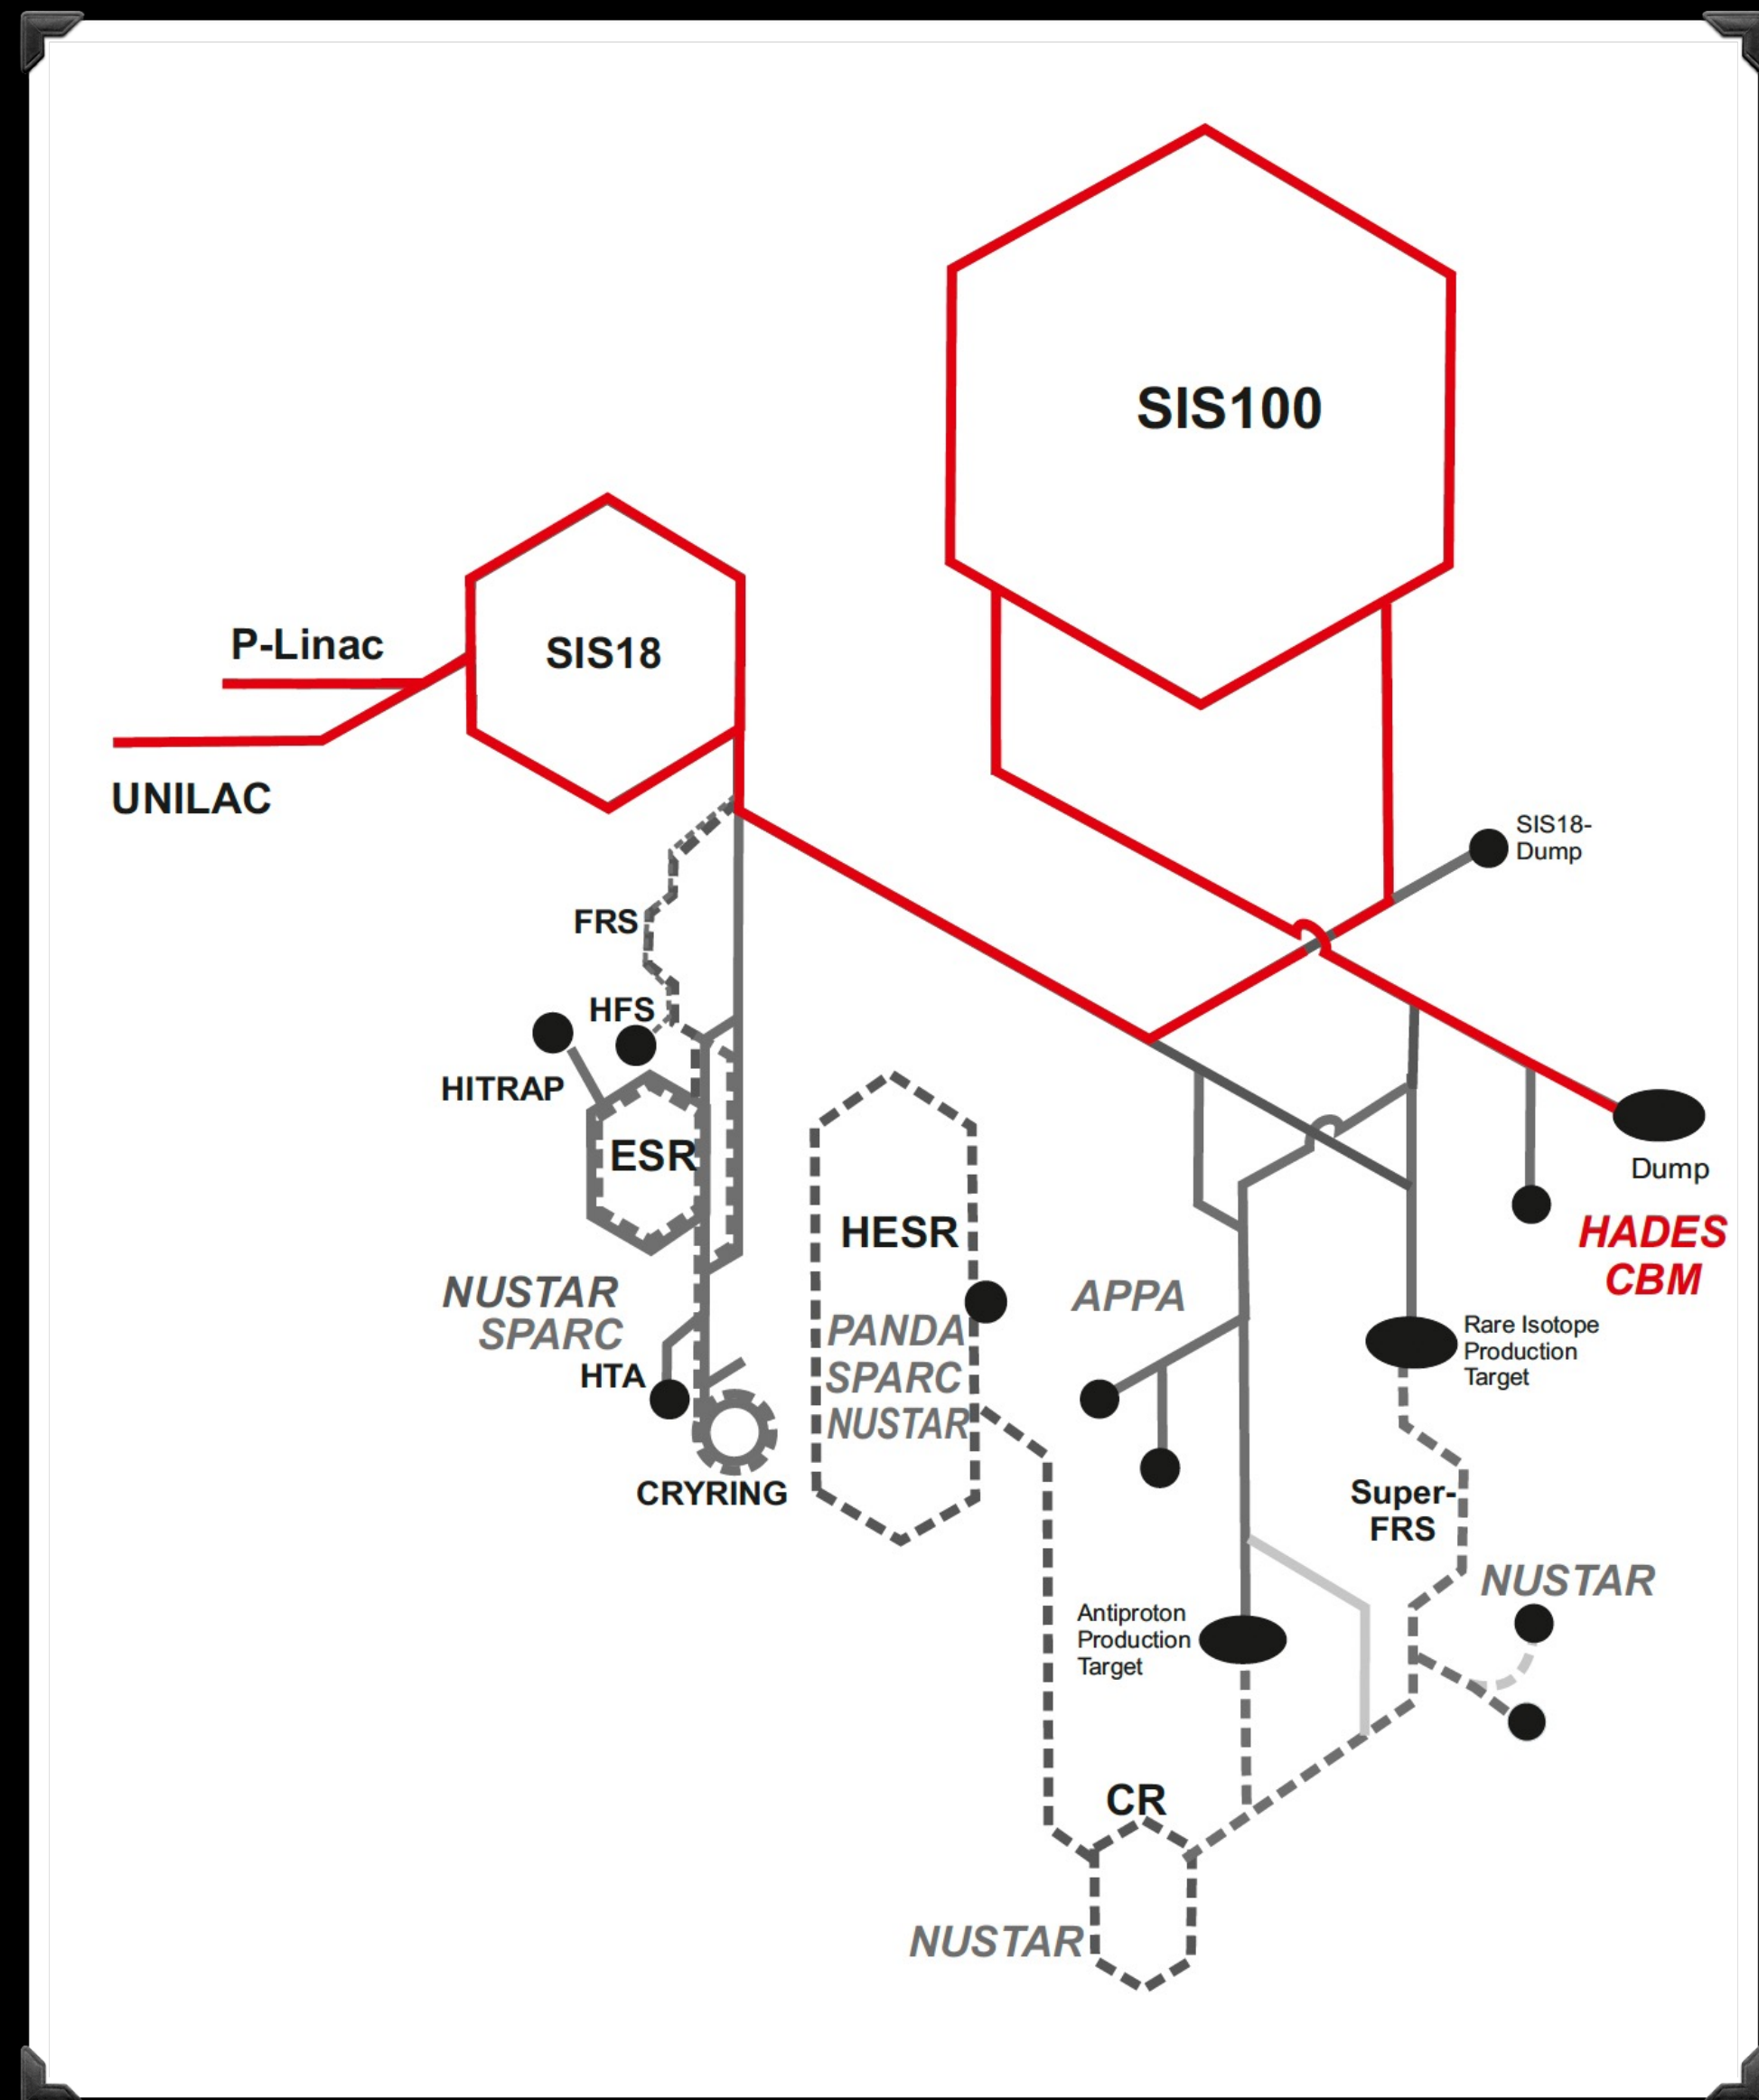 SIS100
P-Linac
SIS18
UNILAC
SIS18-
Dump
FRS
HFS
HITRAP
ESR
Dump
HADES
CBM
HESR
NUSTAR
SPARC
HTA
CRYRING
PANDA
SPARC
NUSTAR
APPA
Rare Isotope
Production
Target
Super-
FRS
NUSTAR
Antiproton
Production
Target
CR
NUSTAR